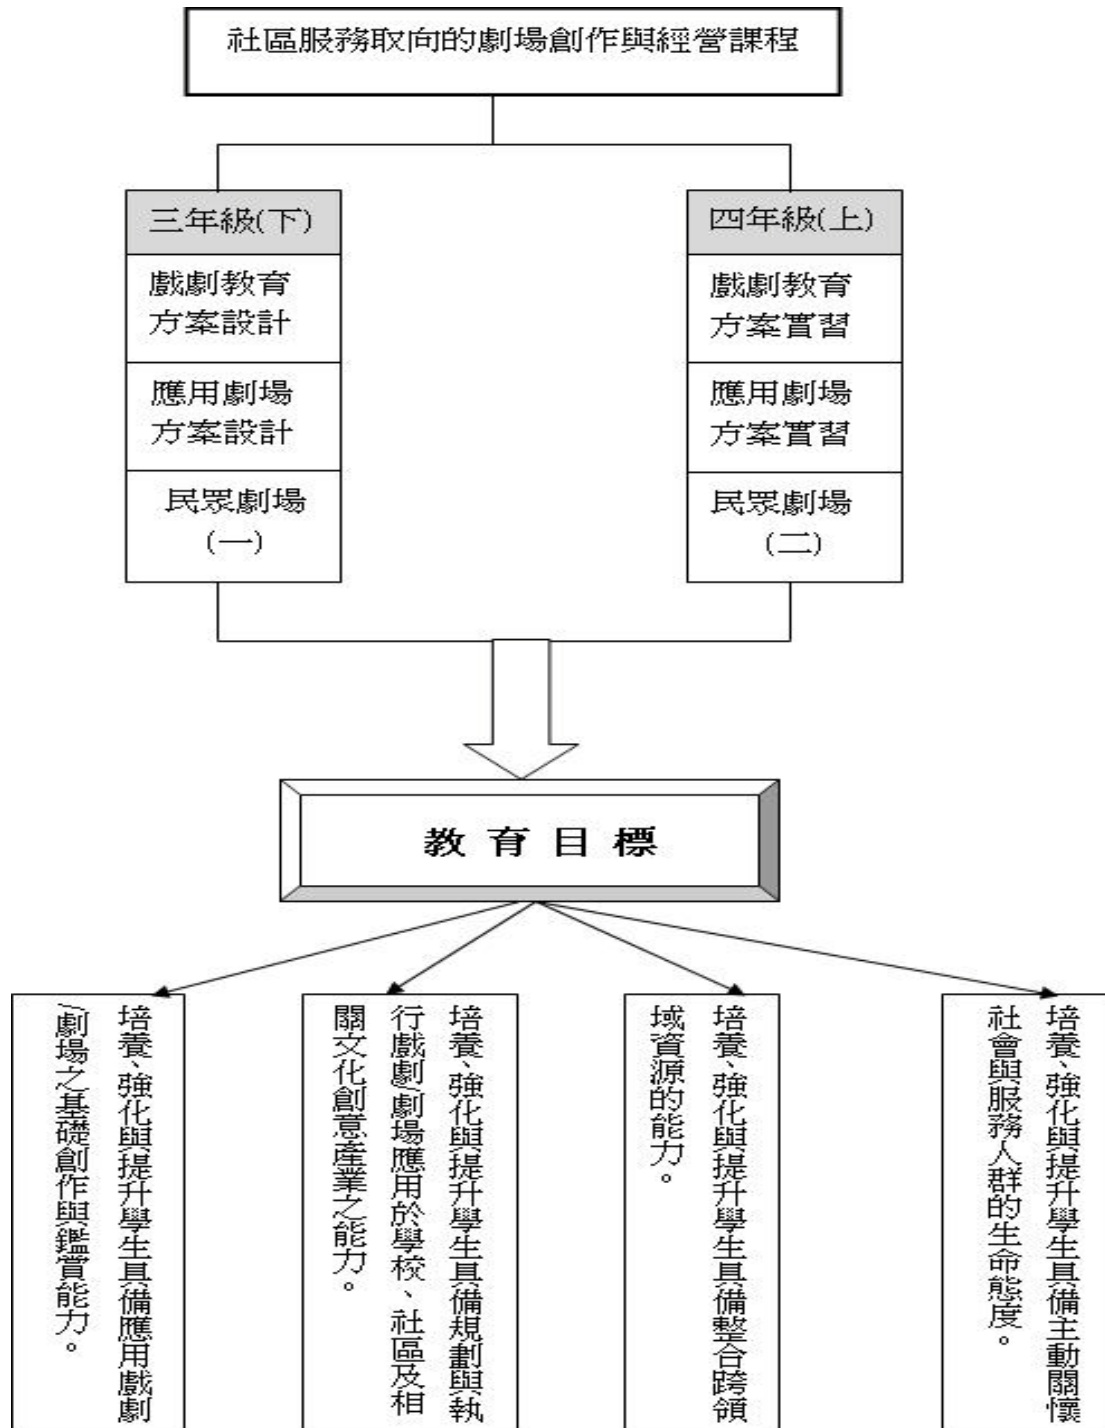 社區服務取向的劇場創作與經營課程
三年級(下)
戲劇教育
方案設計
應用劇場
方案設計
民眾劇場
(一)
四年級(上)
戲劇教育
方案實習
應用劇場
方案實習
民眾劇場
(二)
教育目標
培養、強化與提升學生具備應用戲劇
/劇場之基礎創作與鑑賞能力。
培養、強化與提升學生具備規劃與執
行戲劇/劇場應用於學校、社區及相
關文化創意產業之能力。
培養、強化與提升學生具備整合跨領
域資源的能力。
培養、強化與提升學生具備主動關懷
社會與服務人群的生命態度。